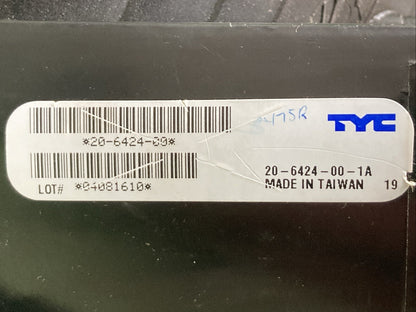 TYC
*20-6424-00*
20-6424-00-1A
LOT# *04081610*
MADE IN TAIWAN 19